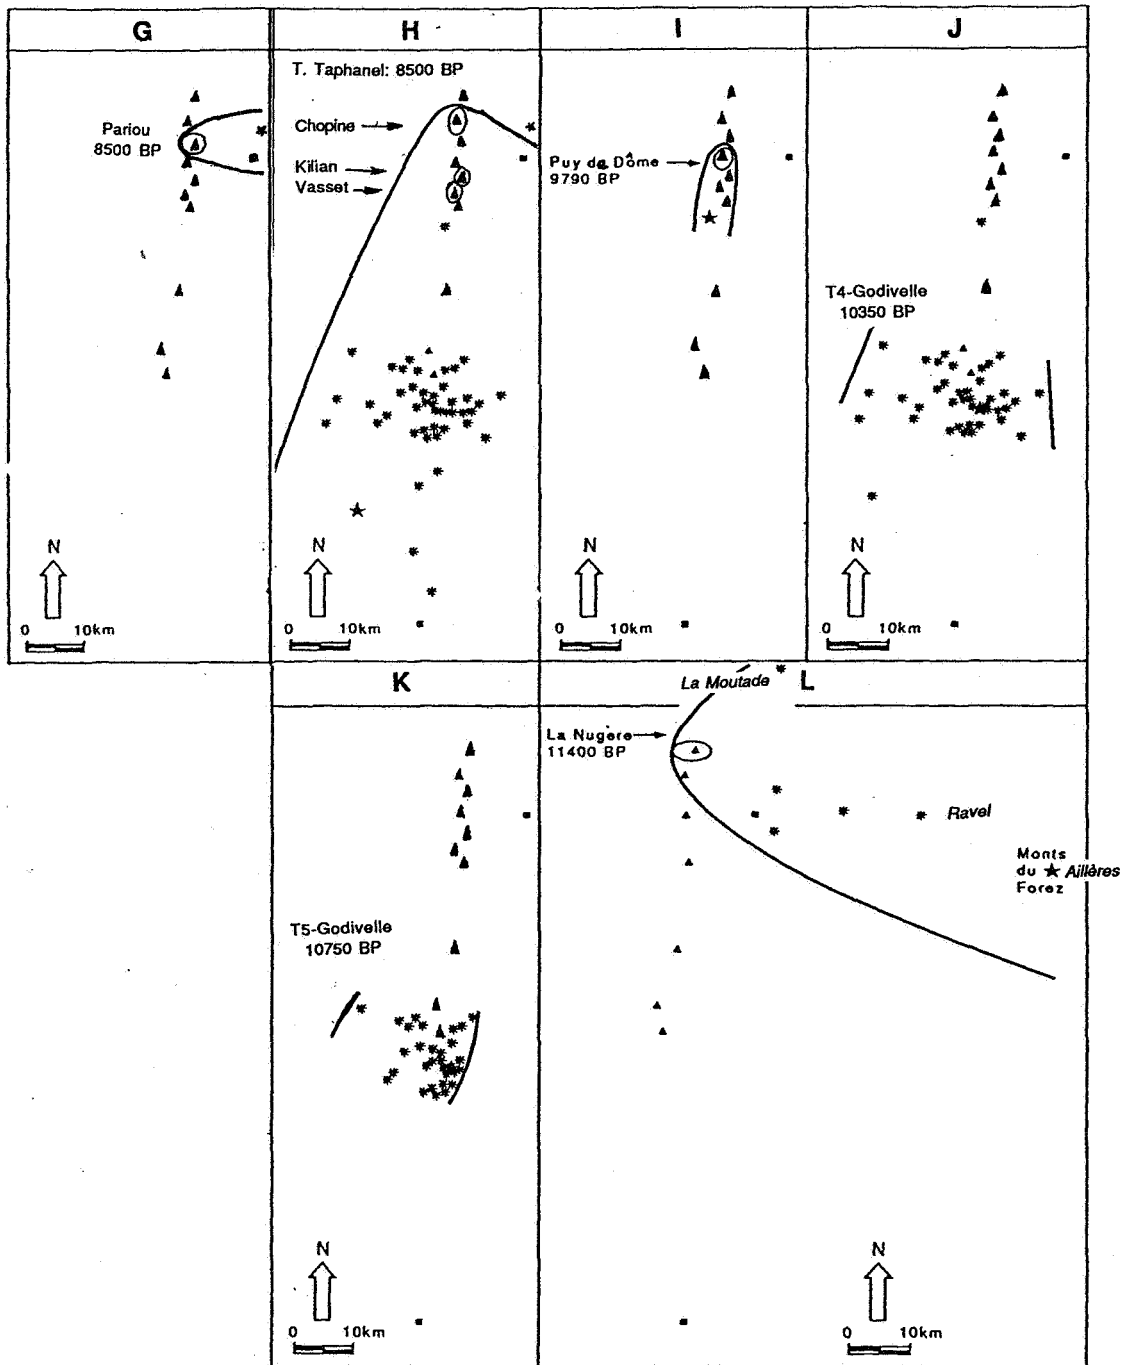 G
H
I
J
Pariou
8500 BP
N
0 10km
T. Taphanel: 8500 BP
Chopine
Kilian
Vasset
N
0 10km
Puy de Dôme
9790 BP
N
0 10km
T4-Godivelle
10350 BP
N
0 10km
K
L
T5-Godivelle
10750 BP
N
0 10km
La Moutade
La Nugère
11400 BP
Ravel
Monts
du Aillères
Forez
N
0 10km